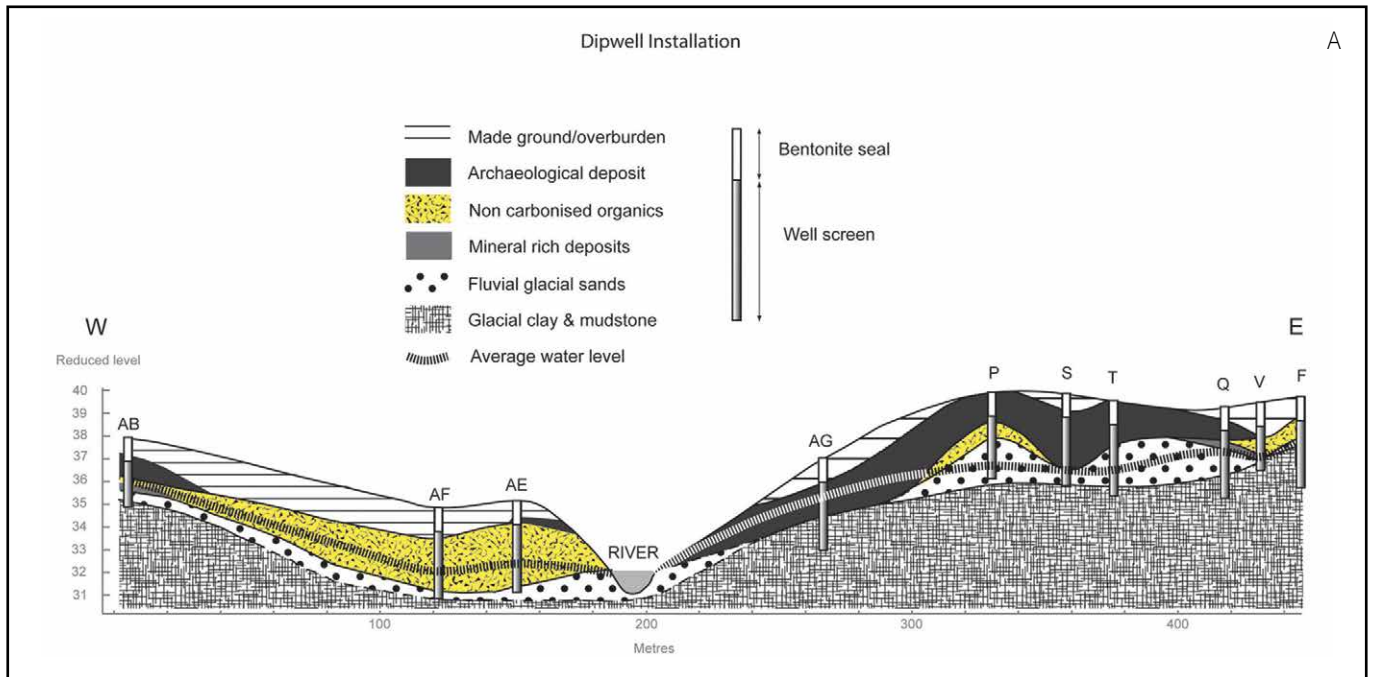 Dipwell Installation
A
Made ground/overburden
Archaeological deposit
Non carbonised organics
Mineral rich deposits
Fluvial glacial sands
Glacial clay & mudstone
Average water level
Bentonite seal
Well screen
W
E
Reduced level
40
39
38
37
36
35
34
33
32
31
AB
AF
AE
RIVER
AG
P
S
T
Q
V
F
100
200
300
400
Metres